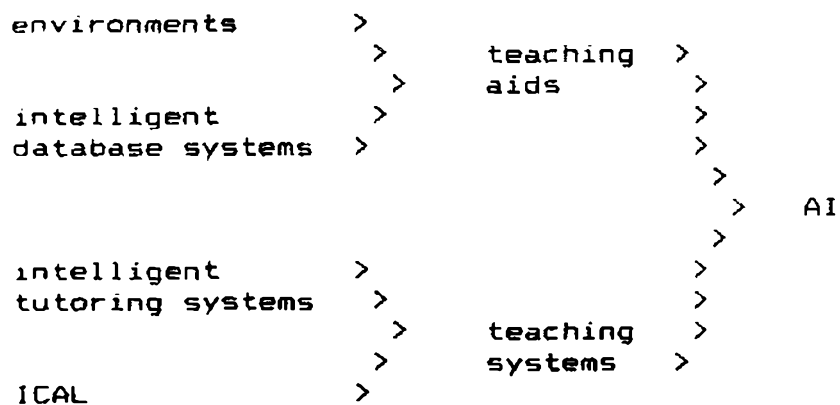 environments >
> teaching >
> aids >
intelligent > >
database systems > >
>
> AI
>
intelligent > >
tutoring systems > >
> teaching >
> systems >
ICAL >